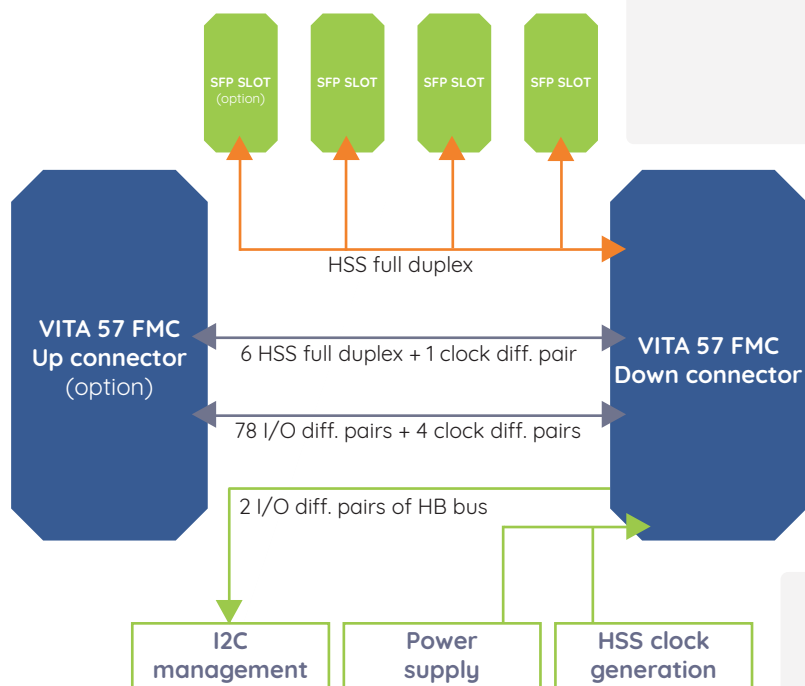 SFP SLOT
(option)
SFP SLOT
SFP SLOT
SFP SLOT
HSS full duplex
VITA 57 FMC
Up connector
(option)
6 HSS full duplex + 1 clock diff. pair
VITA 57 FMC
Down connector
78 I/O diff. pairs + 4 clock diff. pairs
2 I/O diff. pairs of HB bus
I2C
management
Power
supply
HSS clock
generation